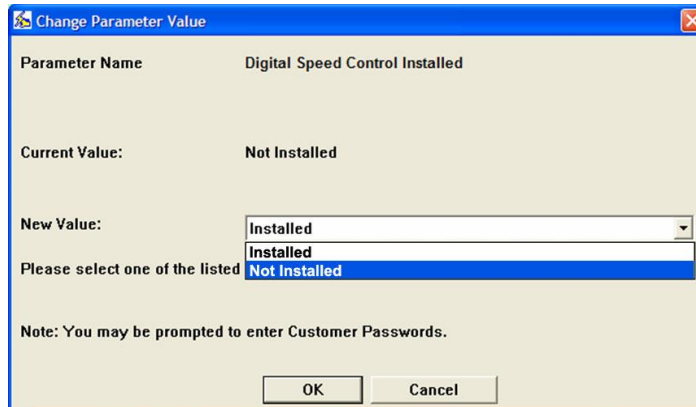 Change Parameter Value
Parameter Name Digital Speed Control Installed
Current Value: Not Installed
New Value: Installed
Installed
Please select one of the listed Not Installed
Note: You may be prompted to enter Customer Passwords.
OK Cancel